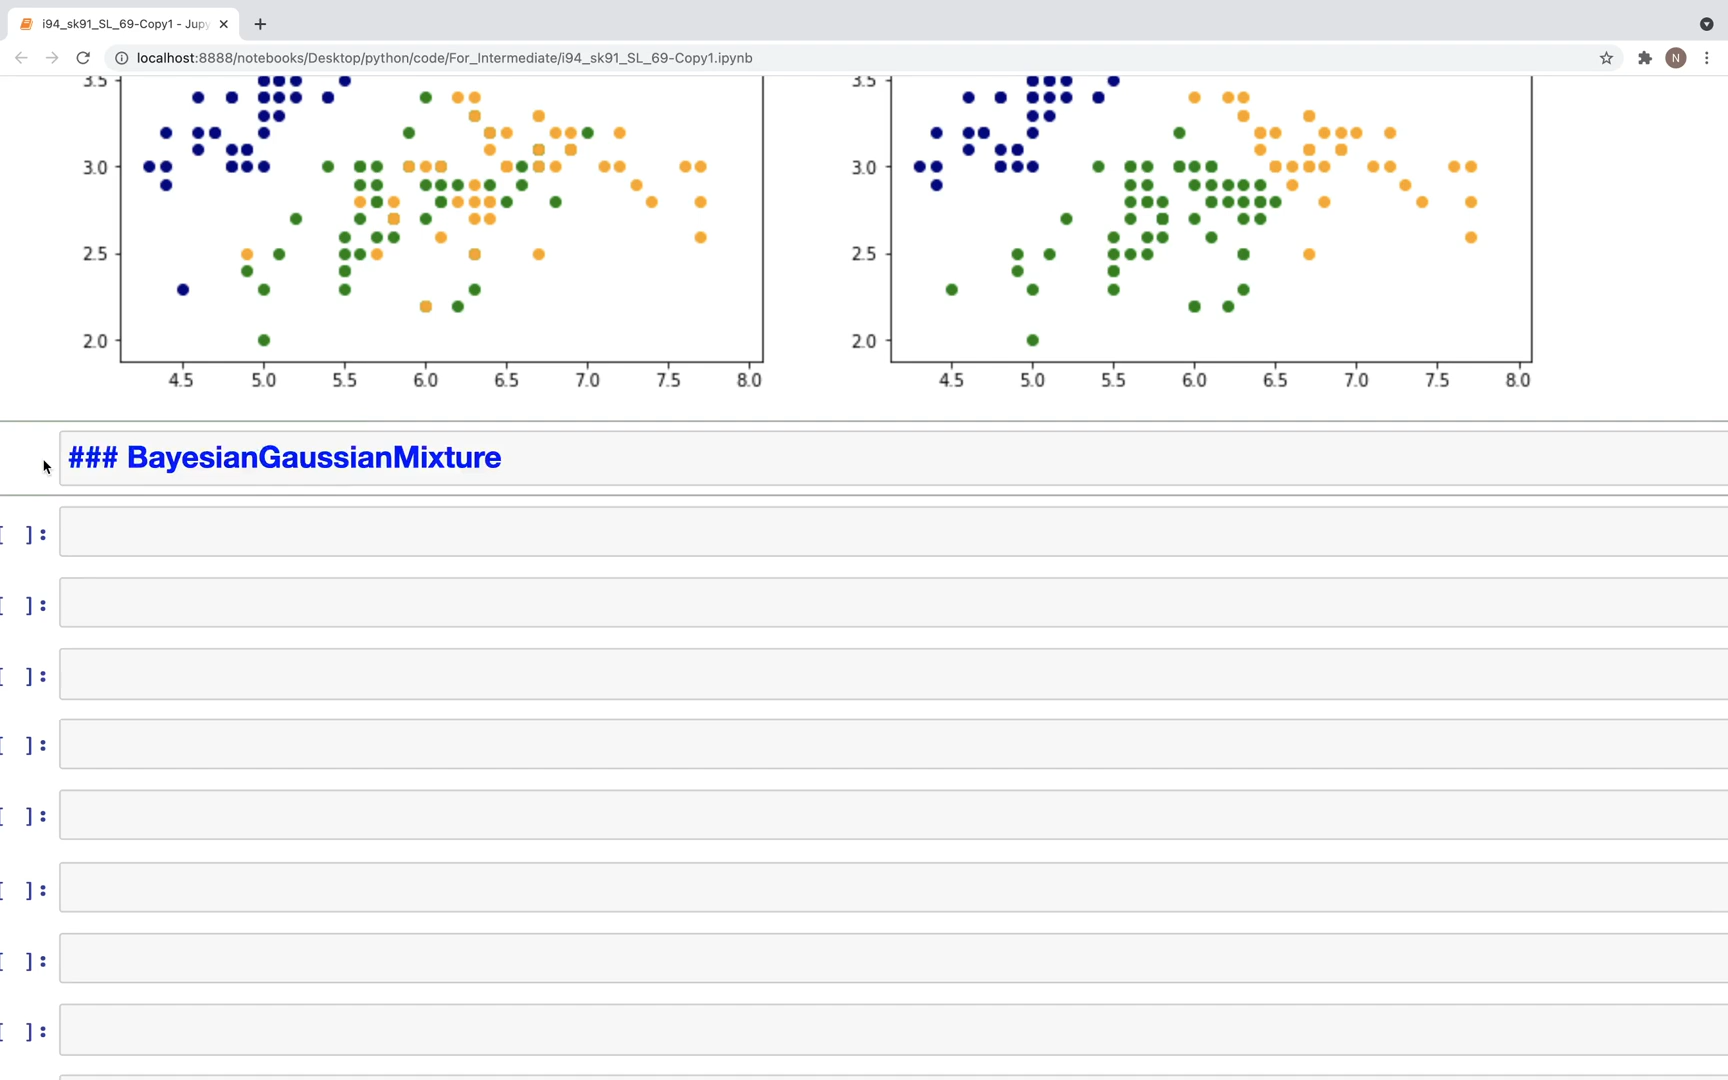 i94_sk91_SL_69-Copy1 - Jupy
localhost:8888/notebooks/Desktop/python/code/For_Intermediate/i94_sk91_SL_69-Copy1.ipynb
N
3.5
3.0
2.5
2.0
4.5 5.0 5.5 6.0 6.5 7.0 7.5 8.0
3.5
3.0
2.5
2.0
4.5 5.0 5.5 6.0 6.5 7.0 7.5 8.0
### BayesianGaussianMixture
[ ]:
[ ]:
[ ]:
[ ]:
[ ]:
[ ]:
[ ]:
[ ]: